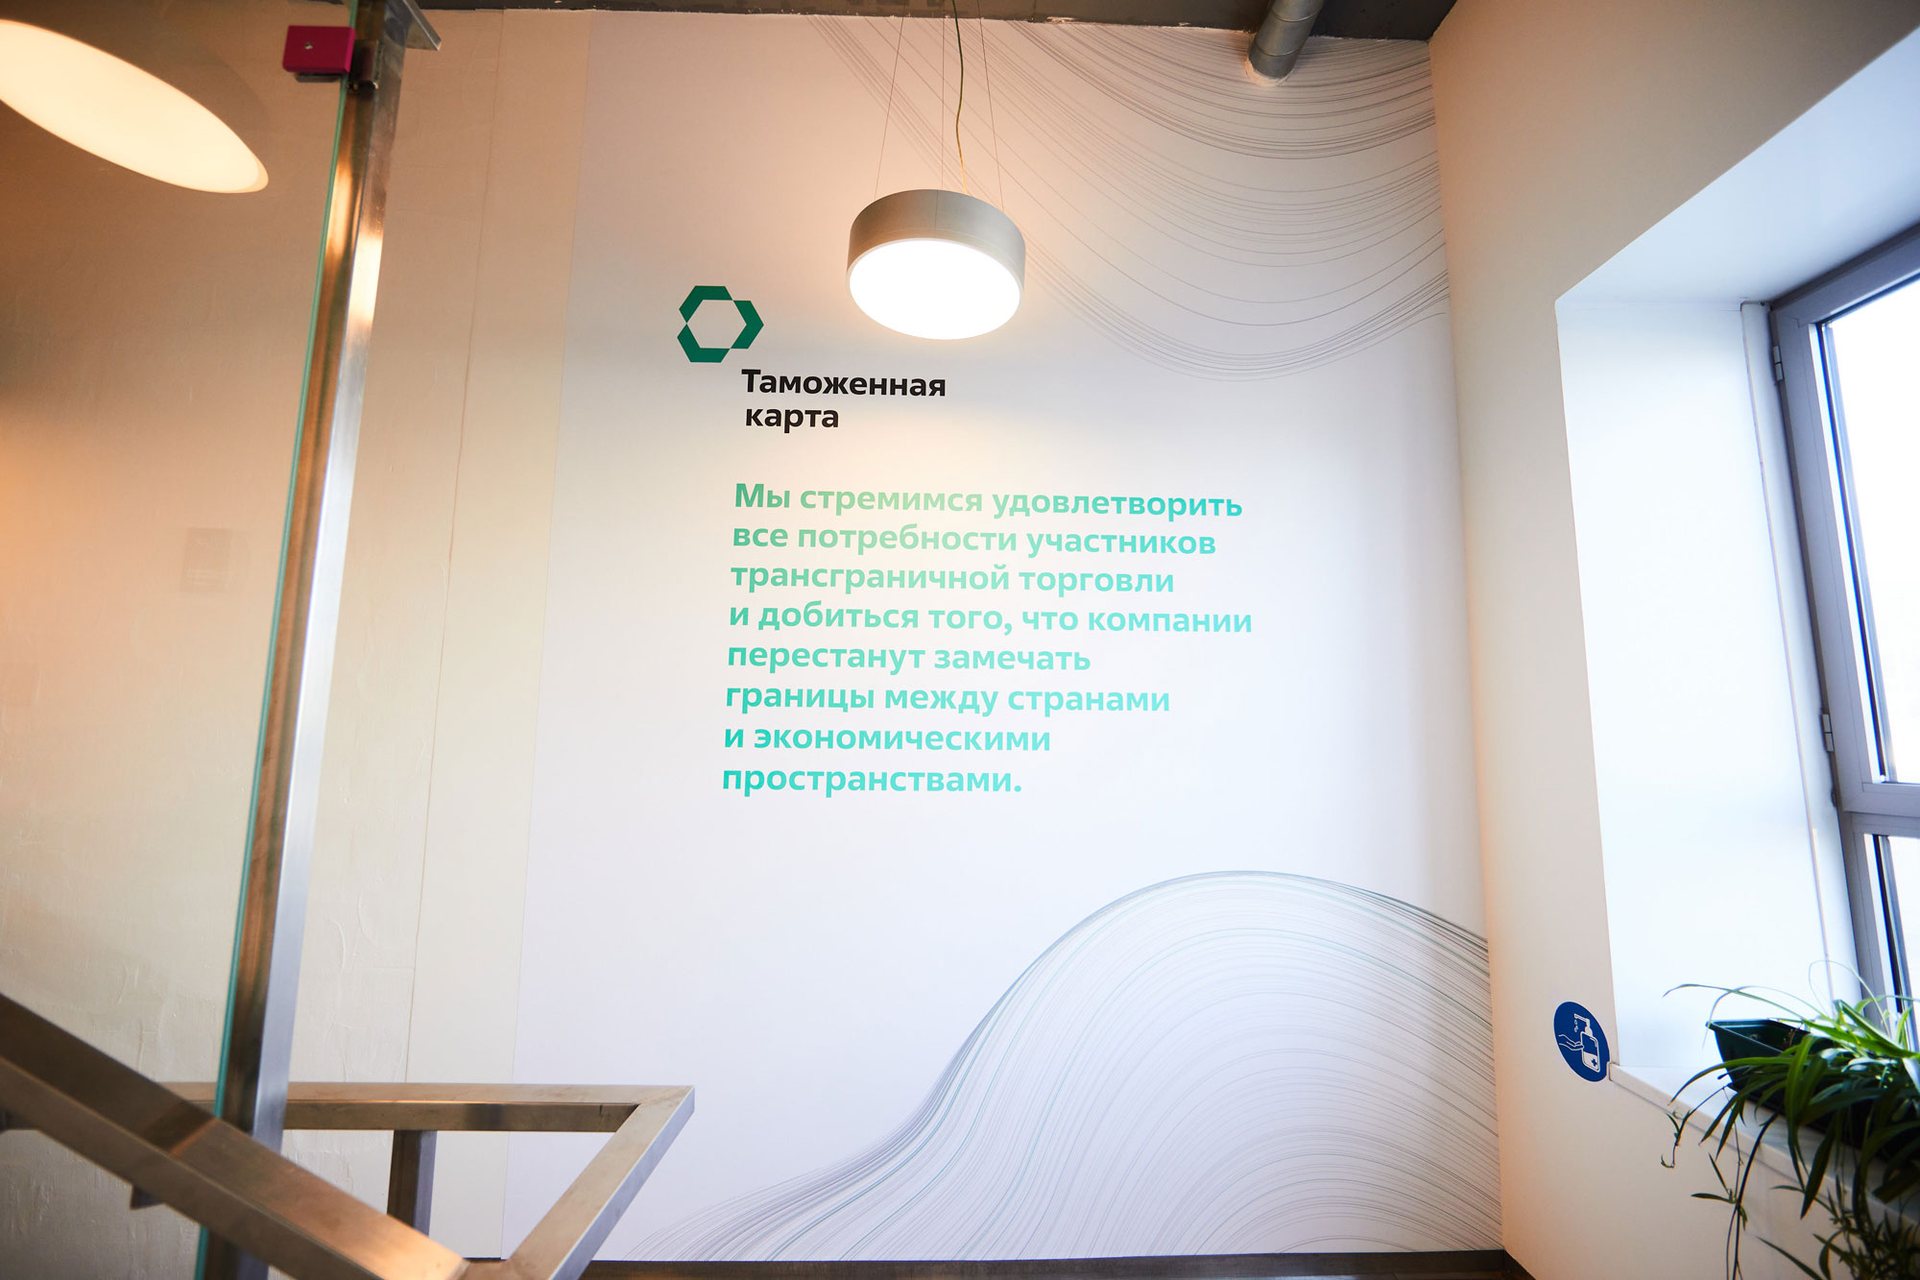 Таможенная
карта
Мы стремимся удовлетворить
все потребности участников
трансграничной торговли
и добиться того, что компании
перестанут замечать
границы между странами
и экономическими
пространствами.